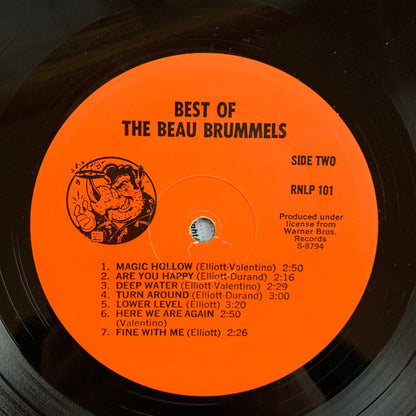 BEST OF
THE BEAU BRUMMELS
SIDE TWO
RNLP 101
Produced under
license from
Warner Bros.
Records
S-8794
1. MAGIC HOLLOW (Elliott-Valentino) 2:50
2. ARE YOU HAPPY (Elliott-Durand) 2:16
3. DEEP WATER (Elliott-Valentino) 2:29
4. TURN AROUND (Elliott-Durand) 3:00
5. LOWER LEVEL (Elliott) 3:20
6. HERE WE ARE AGAIN 2:50
(Valentino)
7. FINE WITH ME (Elliott) 2:26